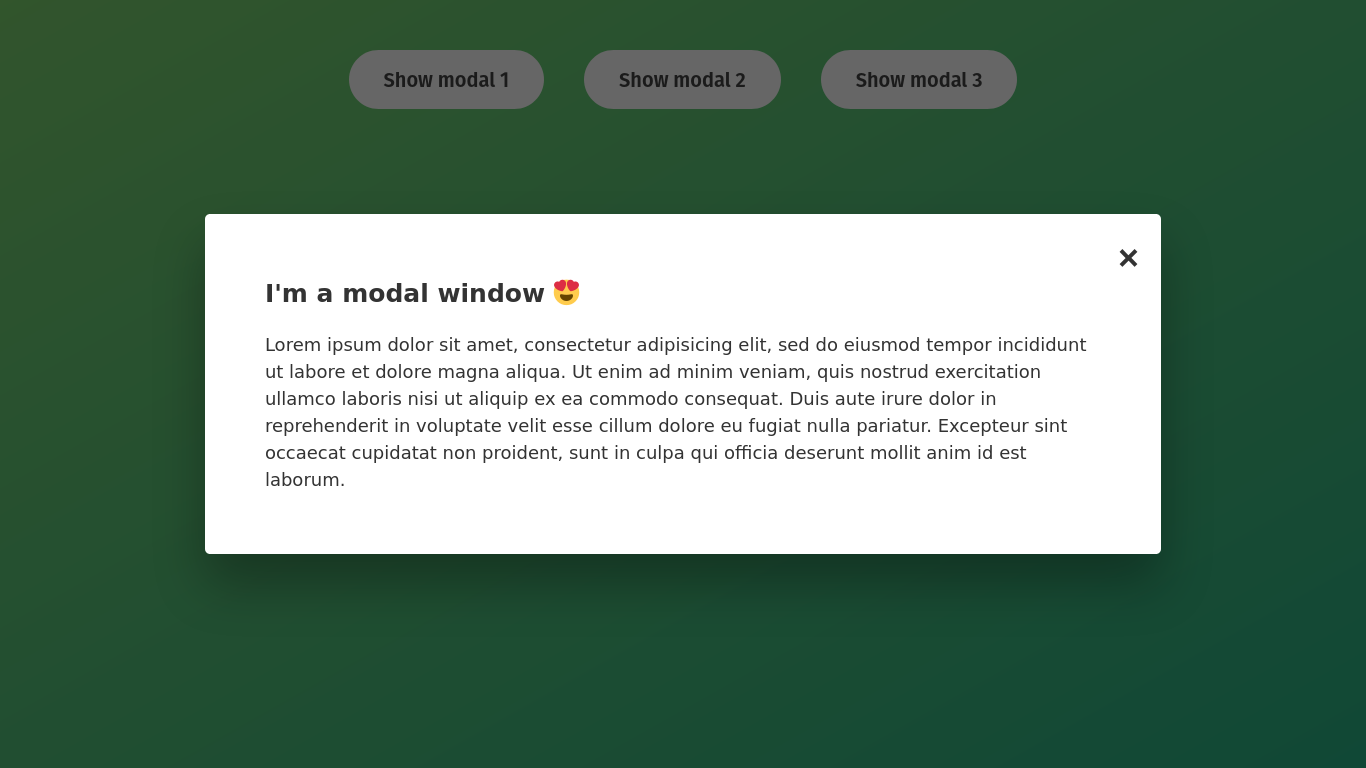 Show modal 1 Show modal 2 Show modal 3
×
I'm a modal window 😍
Lorem ipsum dolor sit amet, consectetur adipisicing elit, sed do eiusmod tempor incididunt
ut labore et dolore magna aliqua. Ut enim ad minim veniam, quis nostrud exercitation
ullamco laboris nisi ut aliquip ex ea commodo consequat. Duis aute irure dolor in
reprehenderit in voluptate velit esse cillum dolore eu fugiat nulla pariatur. Excepteur sint
occaecat cupidatat non proident, sunt in culpa qui officia deserunt mollit anim id est
laborum.